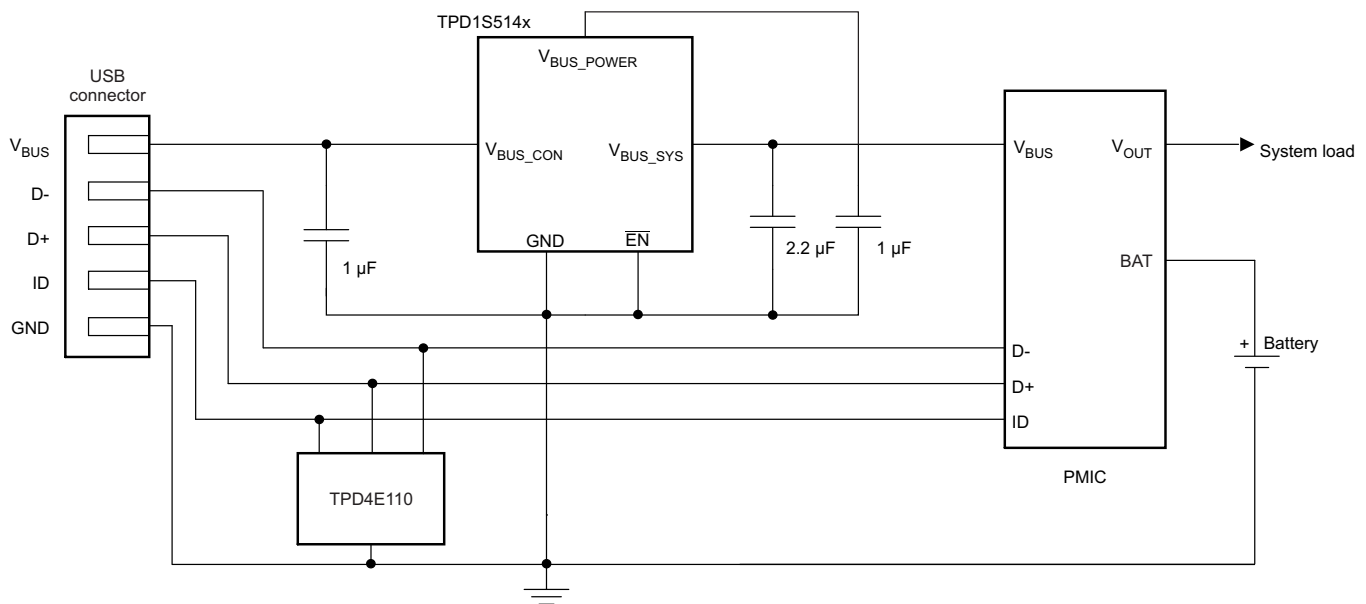 TPD1S514x
USB
connector
VBUS
D-
D+
ID
GND
VBUS_POWER
VBUS_CON
VBUS_SYS
GND
EN
1 µF
2.2 µF
1 µF
VBUS
VOUT
BAT
D-
D+
ID
PMIC
System load
+
Battery
TPD4E110